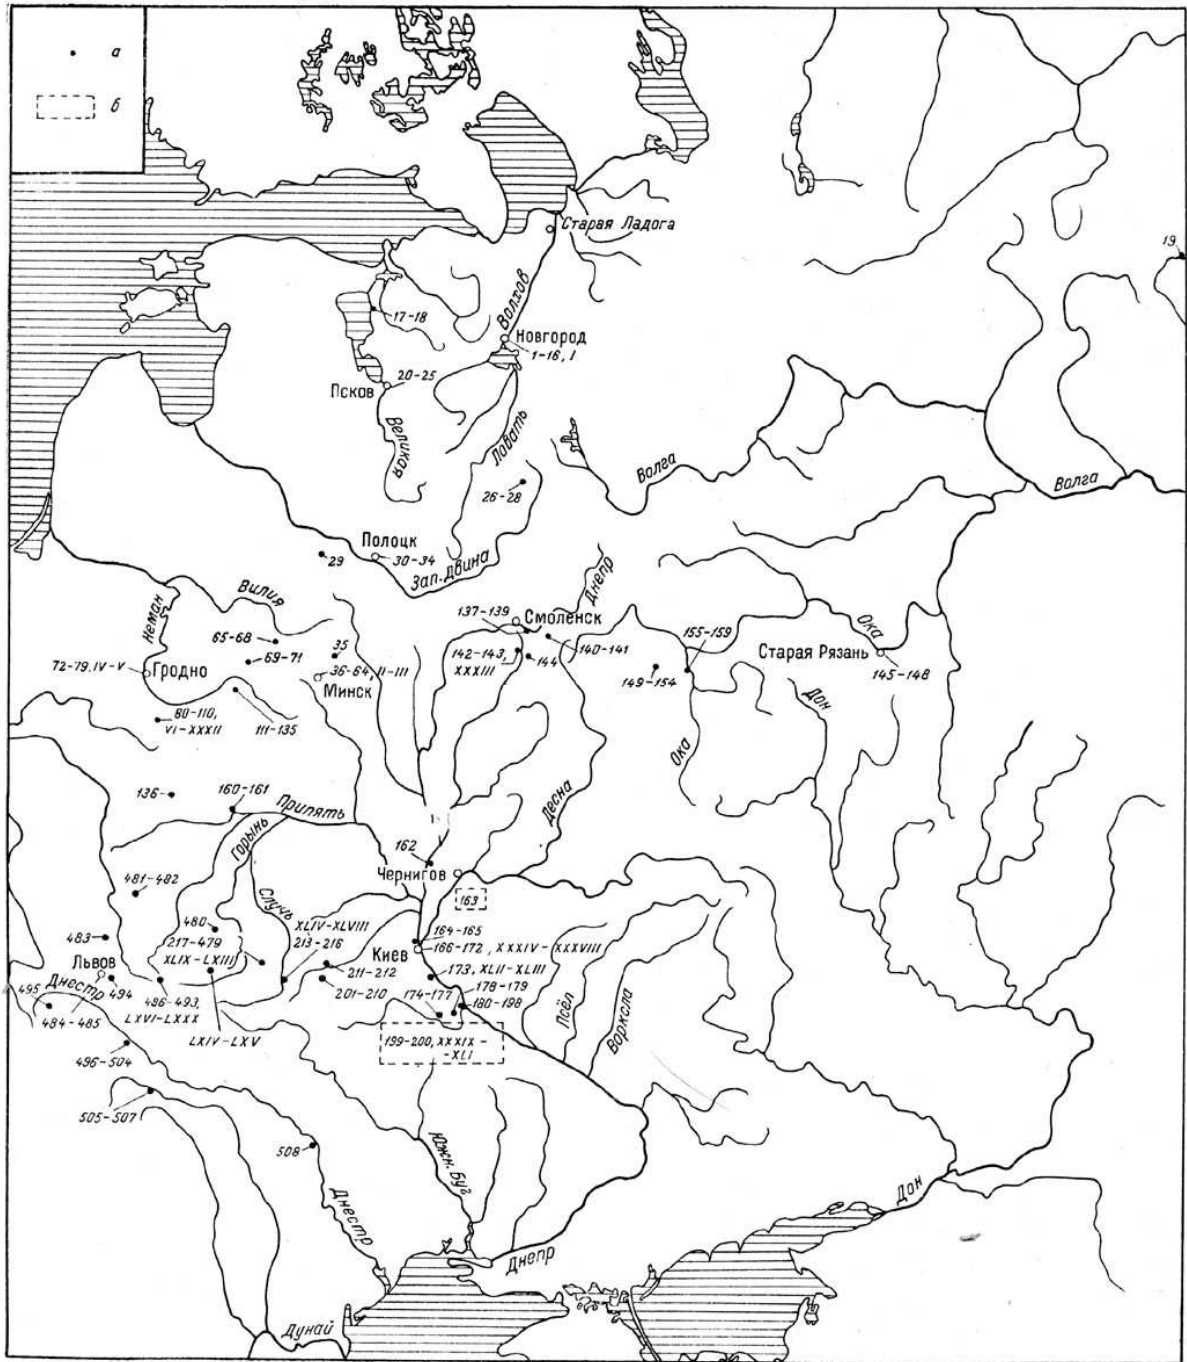 а
б
Старая Ладога
19
Волхов
17-18
Новгород
1-16, I
20-25
Псков
Великая
Ловать
Волга
Волга
26-28
Полоцк
30-34
29
Зап. Двина
Днепр
Вилия
Неман
65-68
35
69-71
72-79, IV-V
Гродно
36-64, II-III
Минск
137-139
Смоленск
140-141
142-143,
XXXIII
144
155-159
149-154
Ока
Старая Рязань
145-148
Дон
Ока
80-110,
VI-XXXII
111-135
136
160-161
Припять
Горынь
Десна
162
Чернигов
163
481-482
Случь
XLIV-XLVIII
213-216
480
217-479
XLIX-LXIII
483
Львов
Киев
164-165
166-172, XXXIV-XXXVIII
211-212
173, XLII-XLIII
201-210
178-179
174-177
180-198
Днестр
495
494
484-485
486-493,
LXVI-LXXX
LXIV-LXV
199-200, XXXIX-
-XLI
Псёл
Ворксла
496-504
505-507
508
Южн. Буг
Днестр
Дон
Днепр
Дунай